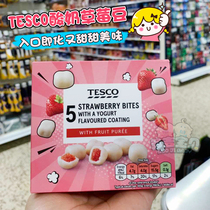 TESCO酸奶草莓豆
入口即化 又甜甜美味
TESCO
5 STRAWBERRY BITES
WITH A YOGURT
FLAVOURED COATING
WITH FRUIT PURÉE